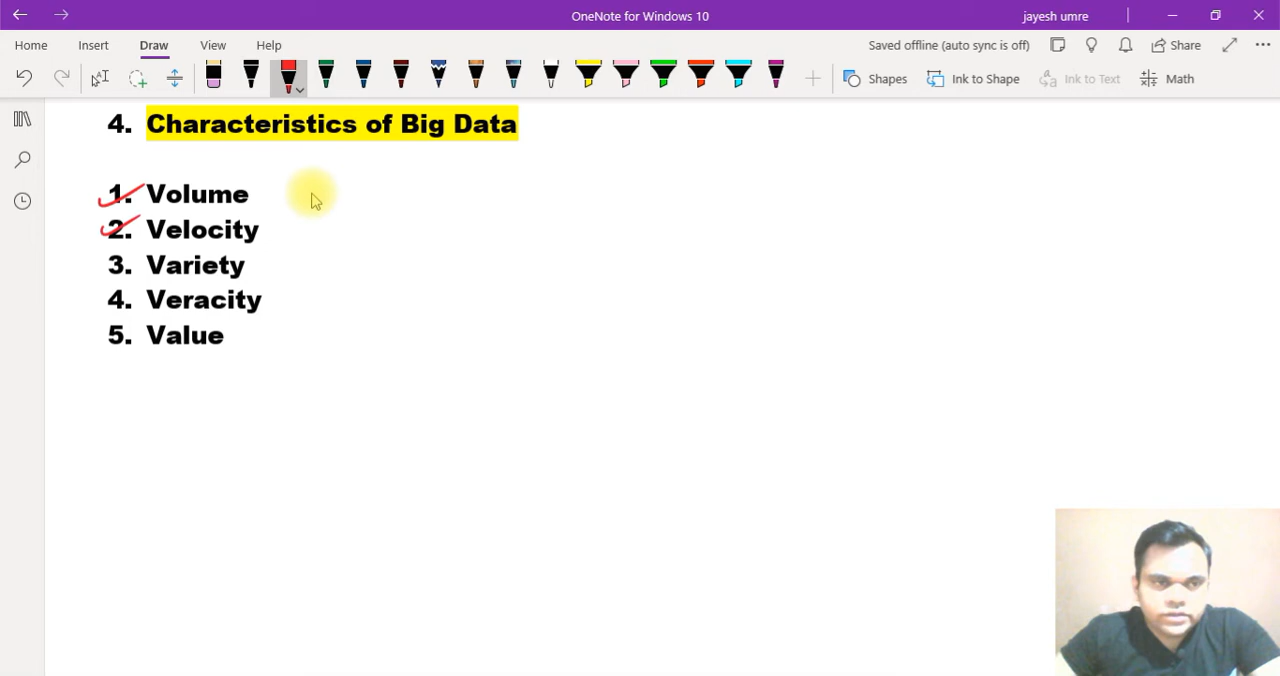 OneNote for Windows 10
jayesh umre
Home Insert Draw View Help
Saved offline (auto sync is off)
Share
Shapes
Ink to Shape
Ink to Text
Math
4. Characteristics of Big Data
1. Volume
2. Velocity
3. Variety
4. Veracity
5. Value